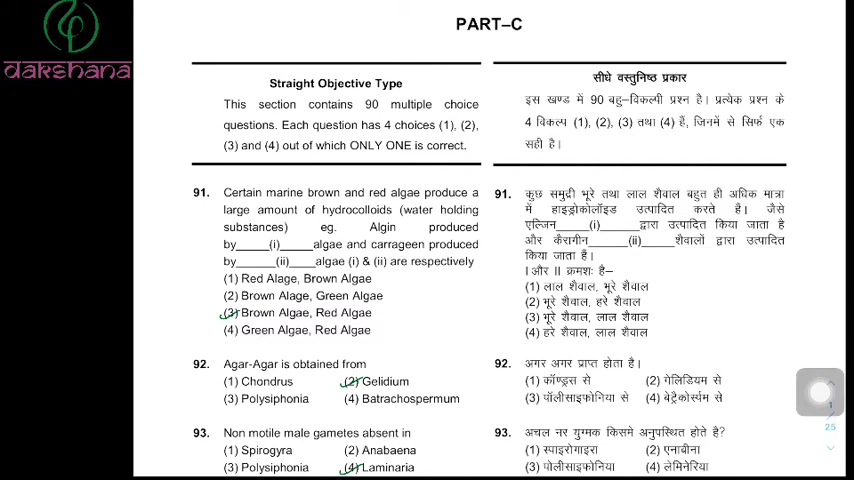 dakshana
PART–C
Straight Objective Type
This section contains 90 multiple choice
questions. Each question has 4 choices (1), (2),
(3) and (4) out of which ONLY ONE is correct.
91. Certain marine brown and red algae produce a
large amount of hydrocolloids (water holding
substances) eg. Algin produced
by_____(i)_____algae and carrageen produced
by______(ii)____algae (i) & (ii) are respectively
(1) Red Alage, Brown Algae
(2) Brown Alage, Green Algae
(3) Brown Algae, Red Algae
(4) Green Algae, Red Algae
92. Agar-Agar is obtained from
(1) Chondrus (2) Gelidium
(3) Polysiphonia (4) Batrachospermum
93. Non motile male gametes absent in
(1) Spirogyra (2) Anabaena
(3) Polysiphonia (4) Laminaria
सीधे वस्तुनिष्ठ प्रकार
इस खण्ड में 90 बहु–विकल्पी प्रश्न है। प्रत्येक प्रश्न के
4 विकल्प (1), (2), (3) तथा (4) हैं, जिनमें से सिर्फ एक
सही है।
91. कुछ समुद्री भूरे तथा लाल शैवाल बहुत ही अधिक मात्रा
में हाइड्रोकोलॉइड उत्पादित करते है। जैसे
एल्जिन_____(i)______द्वारा उत्पादित किया जाता है
और कैरागीन______(ii)_____शैवालों द्वारा उत्पादित
किया जाता है।
I और II क्रमशः है–
(1) लाल शैवाल, भूरे शैवाल
(2) भूरे शैवाल, हरे शैवाल
(3) भूरे शैवाल, लाल शैवाल
(4) हरे शैवाल, लाल शैवाल
92. अगर अगर प्राप्त होता है।
(1) कॉण्ड्रस से (2) गेलिडियम से
(3) पॉलीसाइफोनिया से (4) बेट्रैकोर्स्पम से
93. अचल नर युग्मक किसमे अनुपस्थित होते है?
(1) स्पाइरोगाइरा (2) एनाबीना
(3) पोलीसाइफोनिया (4) लेमिनेरिया
1
25